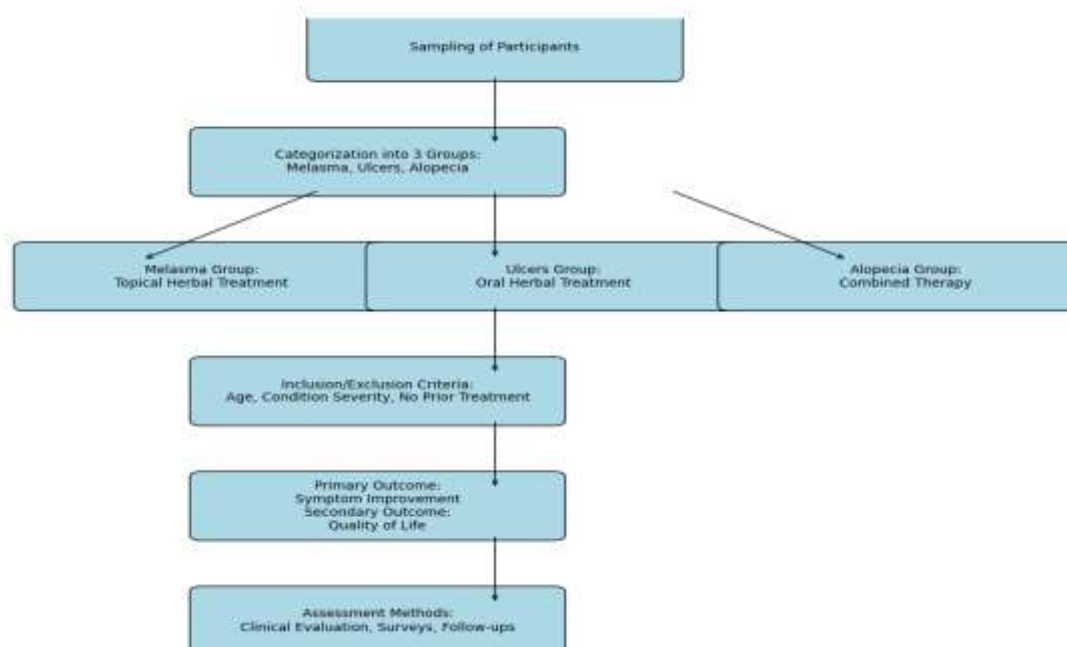 Sampling of Participants
Categorization into 3 Groups:
Melasma, Ulcers, Alopecia
Melasma Group:
Topical Herbal Treatment
Ulcers Group:
Oral Herbal Treatment
Alopecia Group:
Combined Therapy
Inclusion/Exclusion Criteria:
Age, Condition Severity, No Prior Treatment
Primary Outcome:
Symptom Improvement
Secondary Outcome:
Quality of Life
Assessment Methods:
Clinical Evaluation, Surveys, Follow-ups